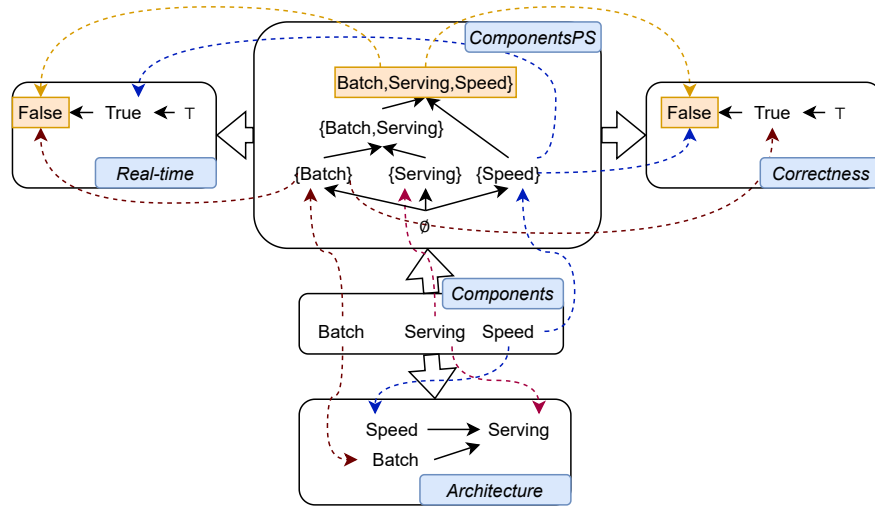 ComponentsPS
Batch,Serving,Speed}
False
True
⊤
Real-time
{Batch,Serving}
{Batch}
{Serving}
{Speed}
∅
False
True
⊤
Correctness
Components
Batch
Serving
Speed
Speed
Serving
Batch
Architecture